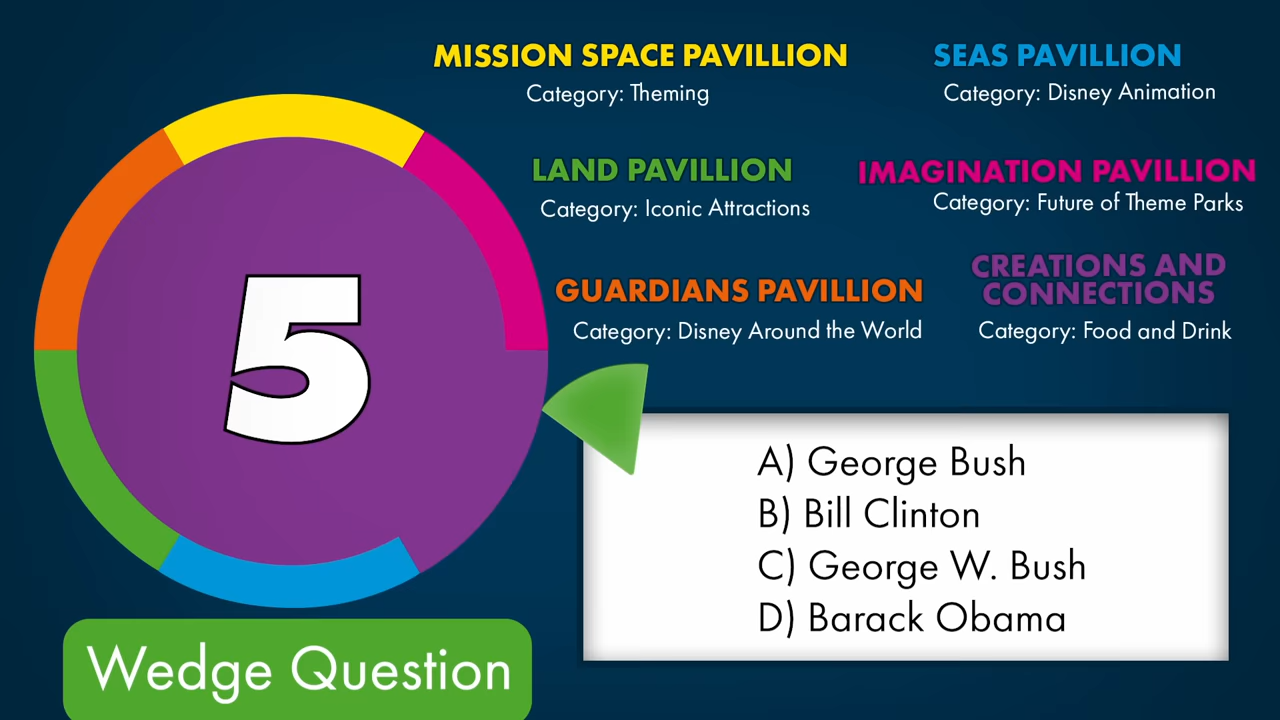 MISSION SPACE PAVILLION
Category: Theming
SEAS PAVILLION
Category: Disney Animation
LAND PAVILLION
Category: Iconic Attractions
IMAGINATION PAVILLION
Category: Future of Theme Parks
GUARDIANS PAVILLION
Category: Disney Around the World
CREATIONS AND
CONNECTIONS
Category: Food and Drink
5
A) George Bush
B) Bill Clinton
C) George W. Bush
D) Barack Obama
Wedge Question